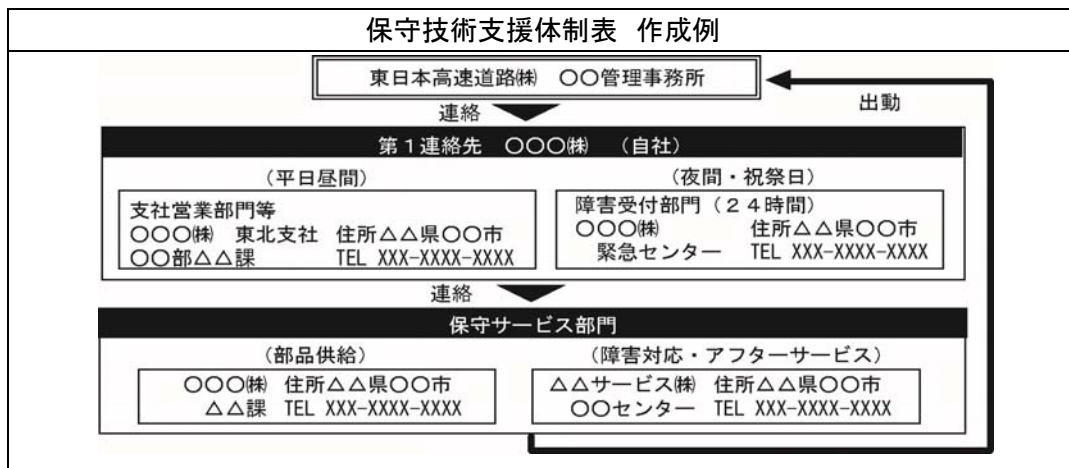 保守技術支援体制表 作成例
東日本高速道路㈱ 〇〇管理事務所
出動
連絡
第1連絡先 〇〇〇㈱ (自社)
(平日昼間)
支社営業部門等
〇〇〇㈱ 東北支社 住所△△県〇〇市
〇〇部△△課 TEL XXX-XXXX-XXXX
(夜間・祝祭日)
障害受付部門(24時間)
〇〇〇㈱ 住所△△県〇〇市
緊急センター TEL XXX-XXXX-XXXX
連絡
保守サービス部門
(部品供給)
〇〇〇㈱ 住所△△県〇〇市
△△課 TEL XXX-XXXX-XXXX
(障害対応・アフターサービス)
△△サービス㈱ 住所△△県〇〇市
〇〇センター TEL XXX-XXXX-XXXX